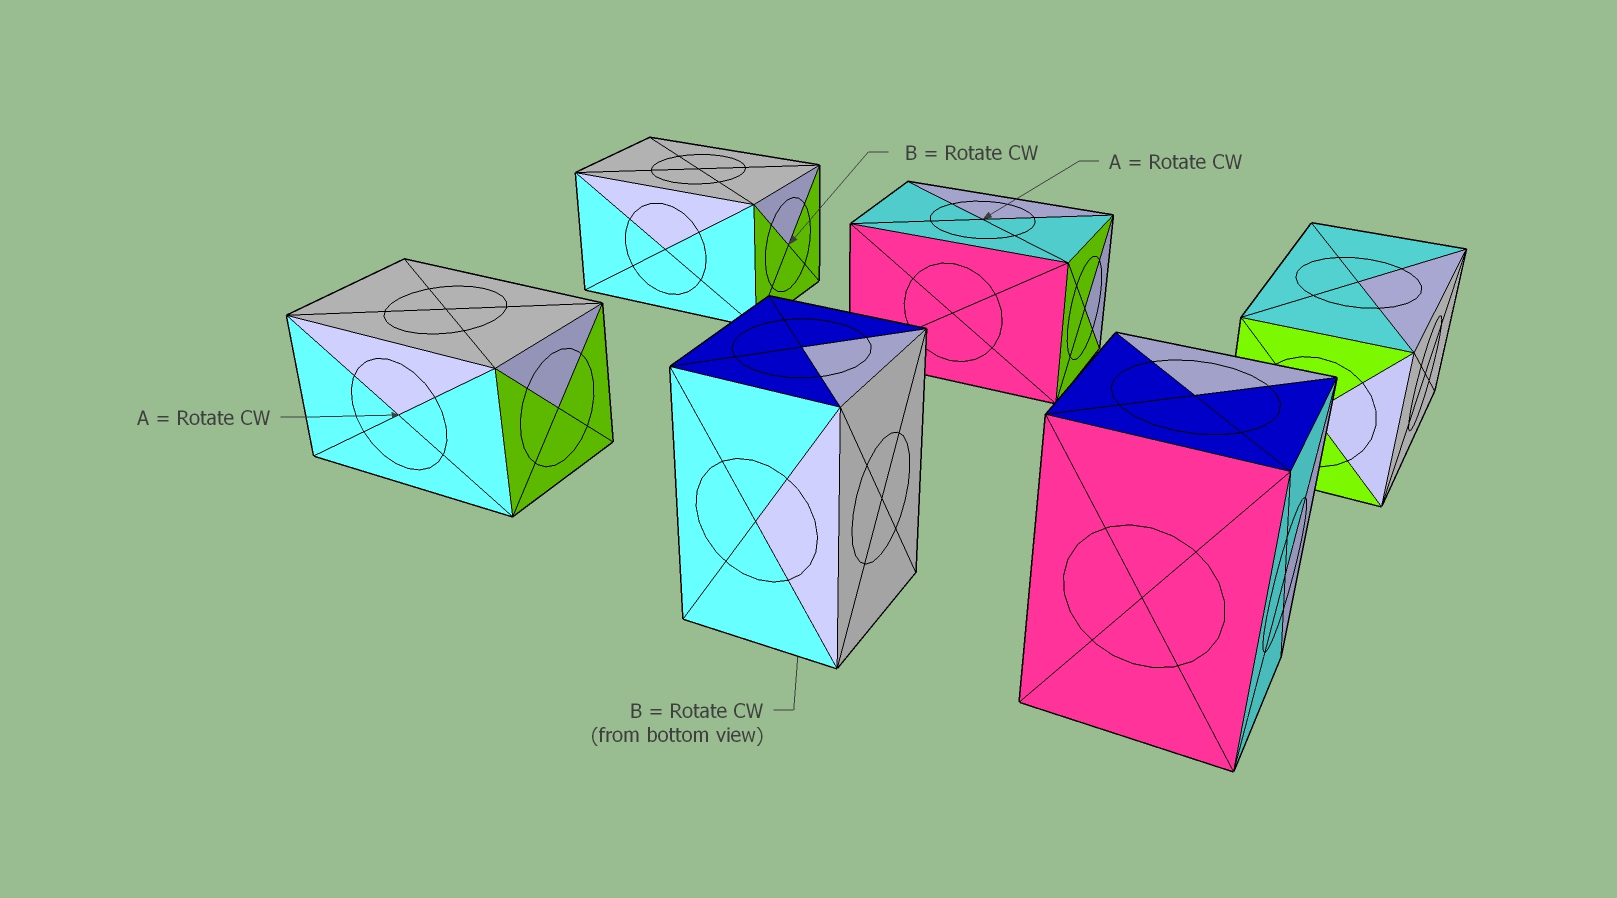 B = Rotate CW
A = Rotate CW
A = Rotate CW
B = Rotate CW
(from bottom view)